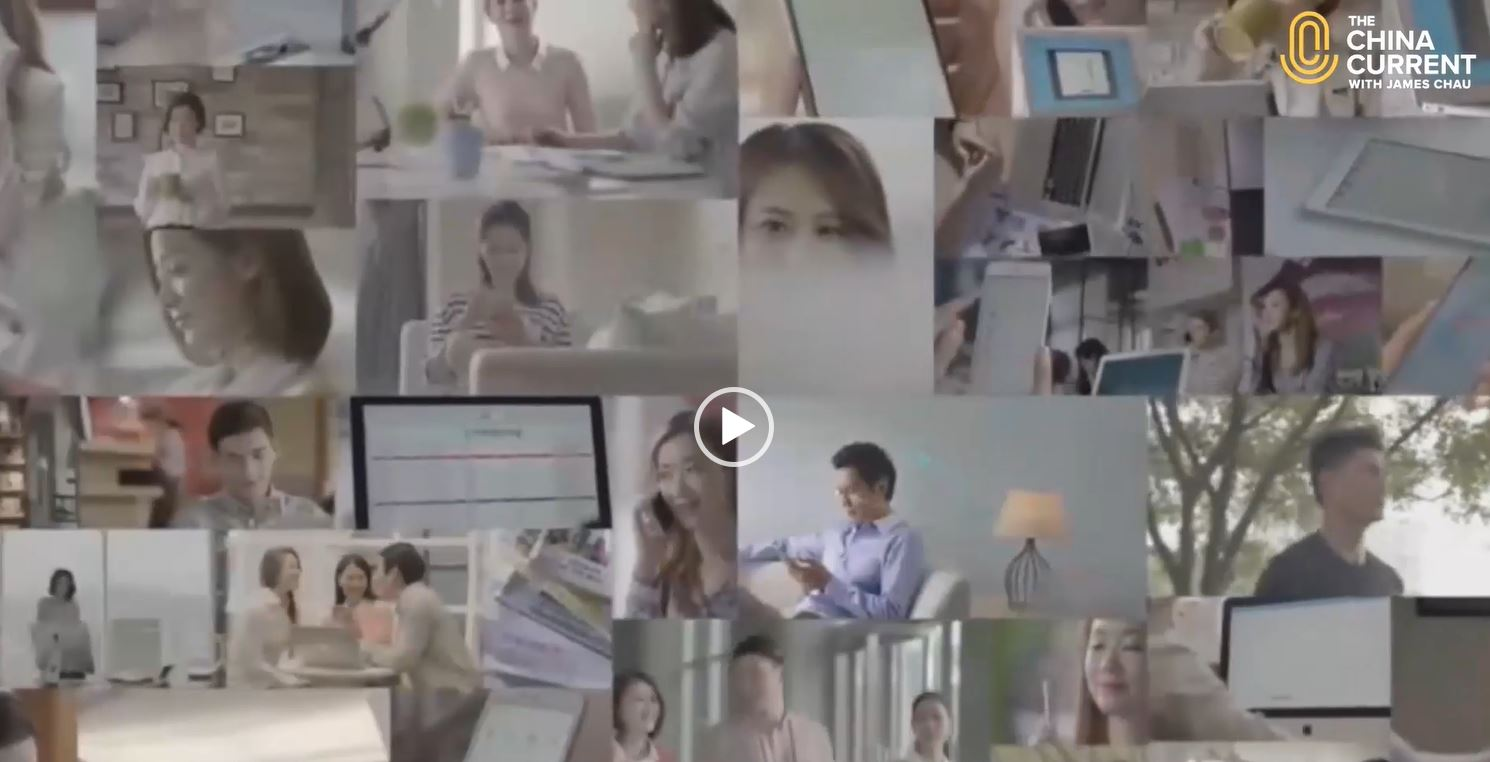 THE
CHINA
CURRENT
WITH JAMES CHAU